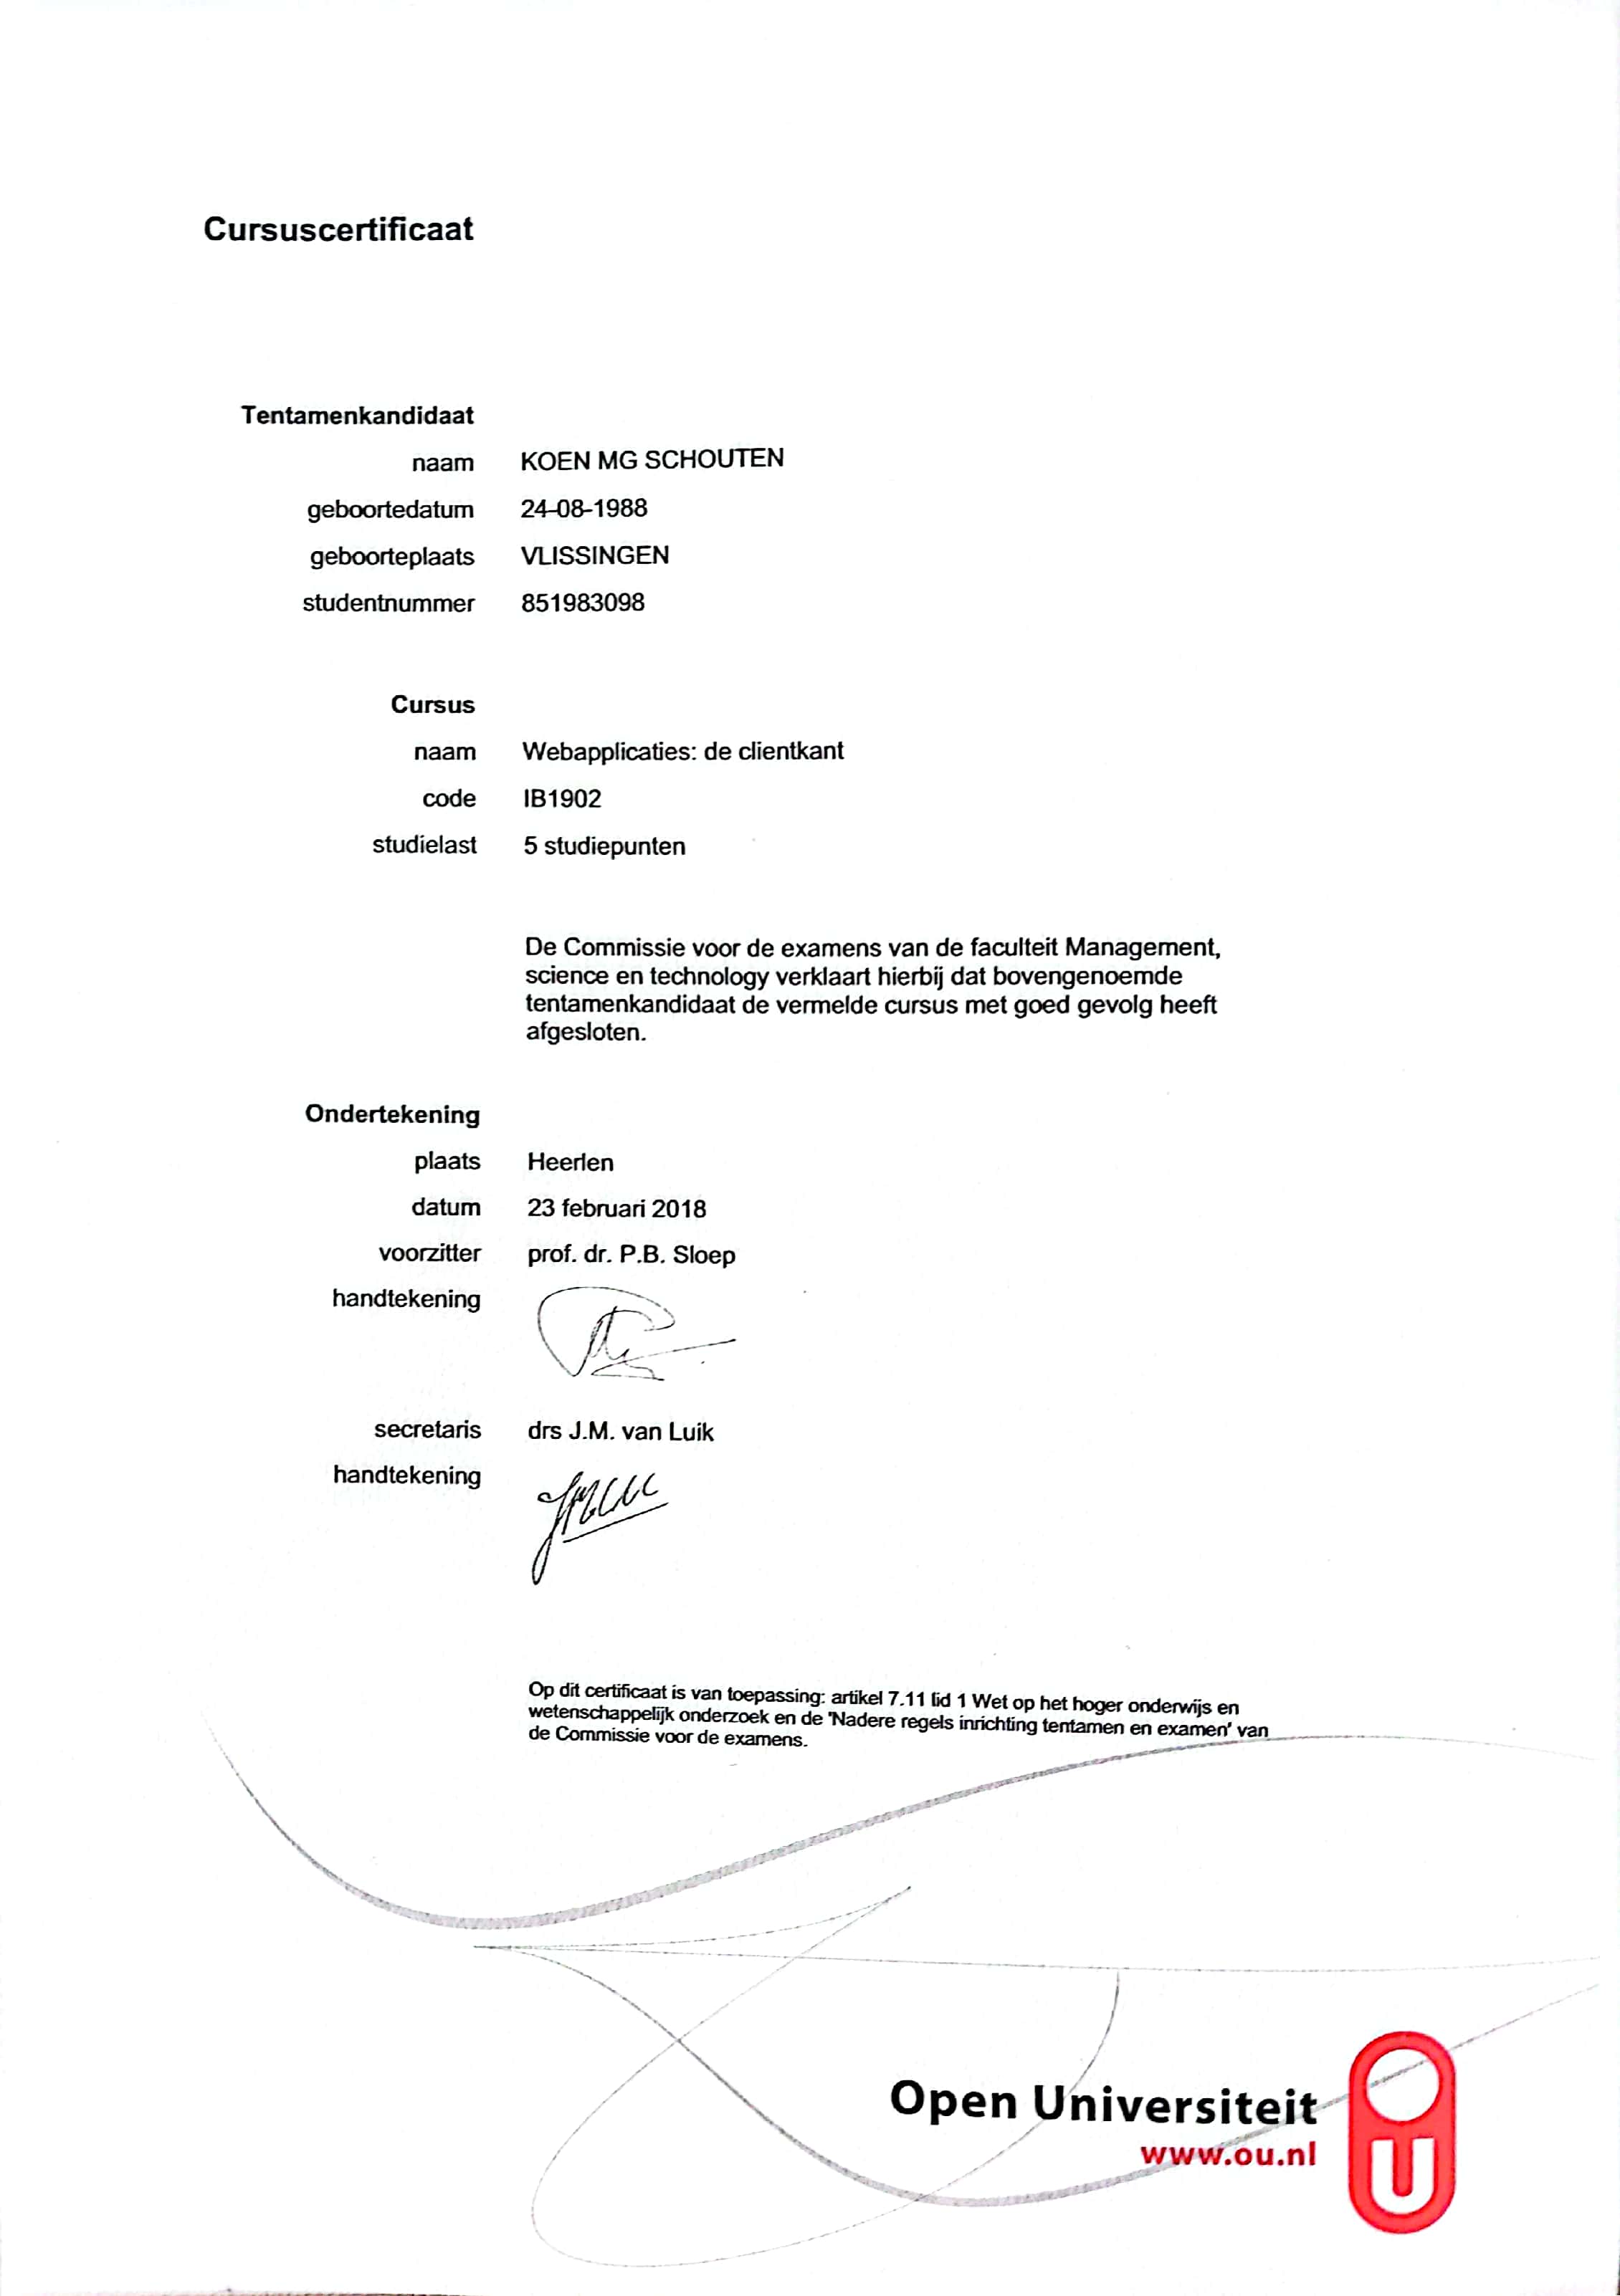 Cursuscertificaat
Tentamenkandidaat
naam KOEN MG SCHOUTEN
geboortedatum 24-08-1988
geboorteplaats VLISSINGEN
studentnummer 851983098
Cursus
naam Webapplicaties: de clientkant
code IB1902
studielast 5 studiepunten
De Commissie voor de examens van de faculteit Management,
science en technology verklaart hierbij dat bovengenoemde
tentamenkandidaat de vermelde cursus met goed gevolg heeft
afgesloten.
Ondertekening
plaats Heerlen
datum 23 februari 2018
voorzitter prof. dr. P.B. Sloep
handtekening
secretaris drs J.M. van Luik
handtekening
Op dit certificaat is van toepassing: artikel 7.11 lid 1 Wet op het hoger onderwijs en
wetenschappelijk onderzoek en de 'Nadere regels inrichting tentamen en examen' van
de Commissie voor de examens.
Open Universiteit
www.ou.nl